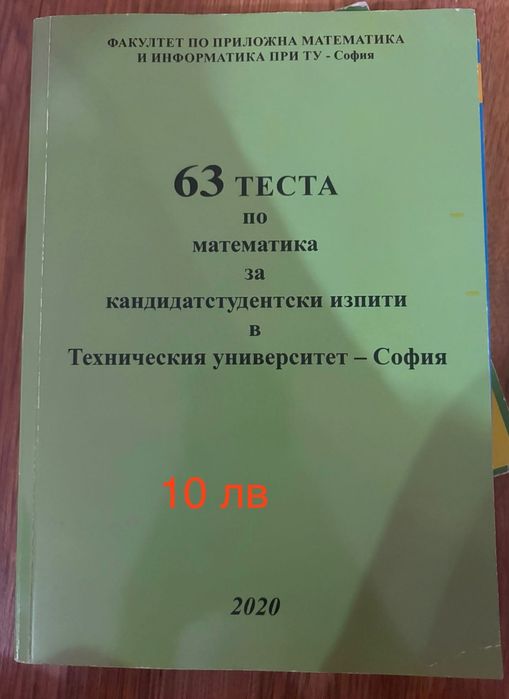 ФАКУЛТЕТ ПО ПРИЛОЖНА МАТЕМАТИКА
И ИНФОРМАТИКА ПРИ ТУ - София
63 ТЕСТА
по
математика
за
кандидатстудентски изпити
в
Техническия университет – София
10 лв
2020